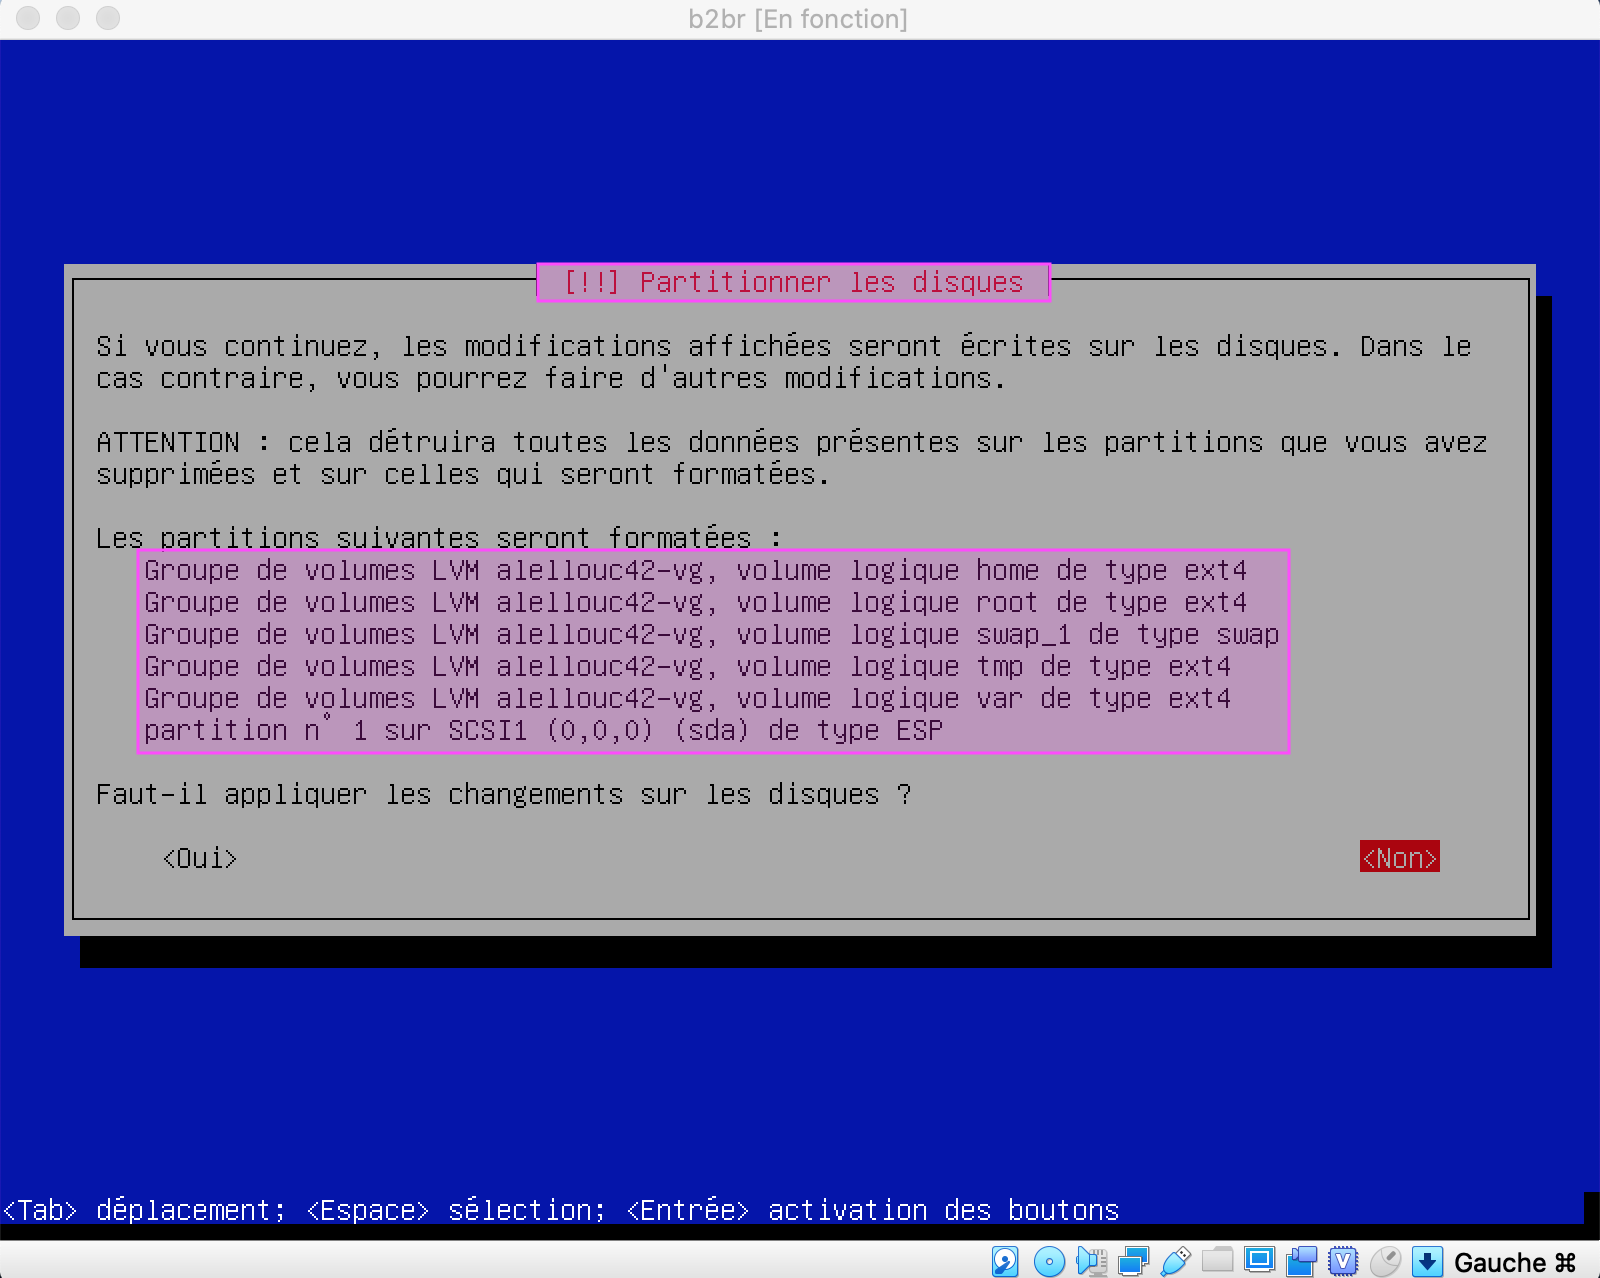 b2br [En fonction]
[!!] Partitionner les disques
Si vous continuez, les modifications affichées seront écrites sur les disques. Dans le
cas contraire, vous pourrez faire d'autres modifications.
ATTENTION : cela détruira toutes les données présentes sur les partitions que vous avez
supprimées et sur celles qui seront formatées.
Les partitions suivantes seront formatées :
Groupe de volumes LVM alellouc42-vg, volume logique home de type ext4
Groupe de volumes LVM alellouc42-vg, volume logique root de type ext4
Groupe de volumes LVM alellouc42-vg, volume logique swap_1 de type swap
Groupe de volumes LVM alellouc42-vg, volume logique tmp de type ext4
Groupe de volumes LVM alellouc42-vg, volume logique var de type ext4
partition n° 1 sur SCSI1 (0,0,0) (sda) de type ESP
Faut-il appliquer les changements sur les disques ?
<Oui> <Non>
<Tab> déplacement; <Espace> sélection; <Entrée> activation des boutons
V Gauche ⌘